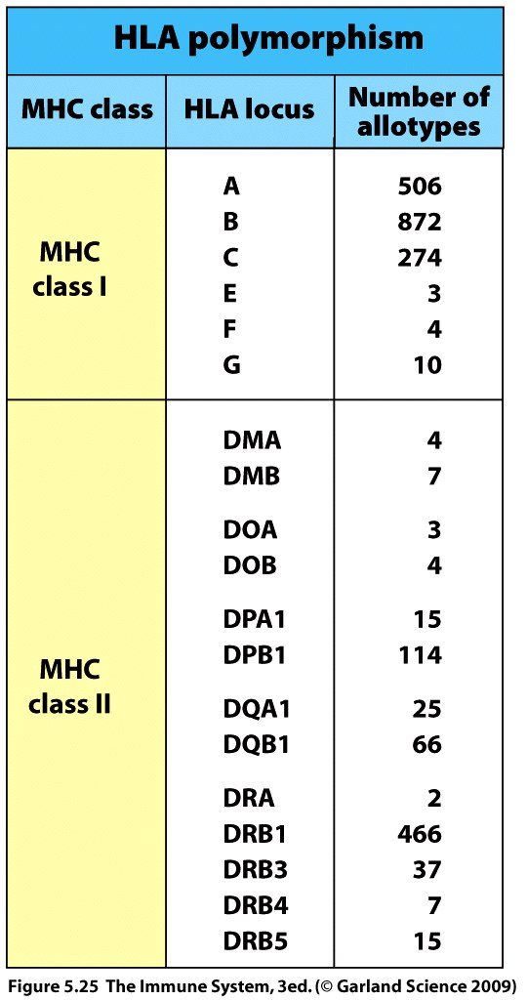 HLA polymorphism
MHC class HLA locus Number of allotypes
MHC class I
A 506
B 872
C 274
E 3
F 4
G 10
MHC class II
DMA 4
DMB 7
DOA 3
DOB 4
DPA1 15
DPB1 114
DQA1 25
DQB1 66
DRA 2
DRB1 466
DRB3 37
DRB4 7
DRB5 15
Figure 5.25 The Immune System, 3ed. (© Garland Science 2009)